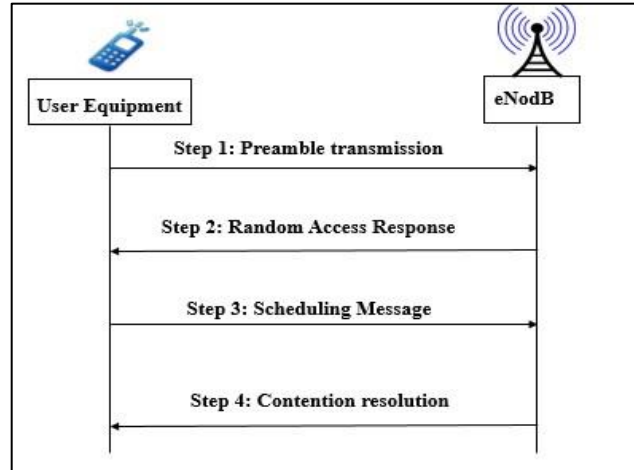 User Equipment
eNodB
Step 1: Preamble transmission
Step 2: Random Access Response
Step 3: Scheduling Message
Step 4: Contention resolution